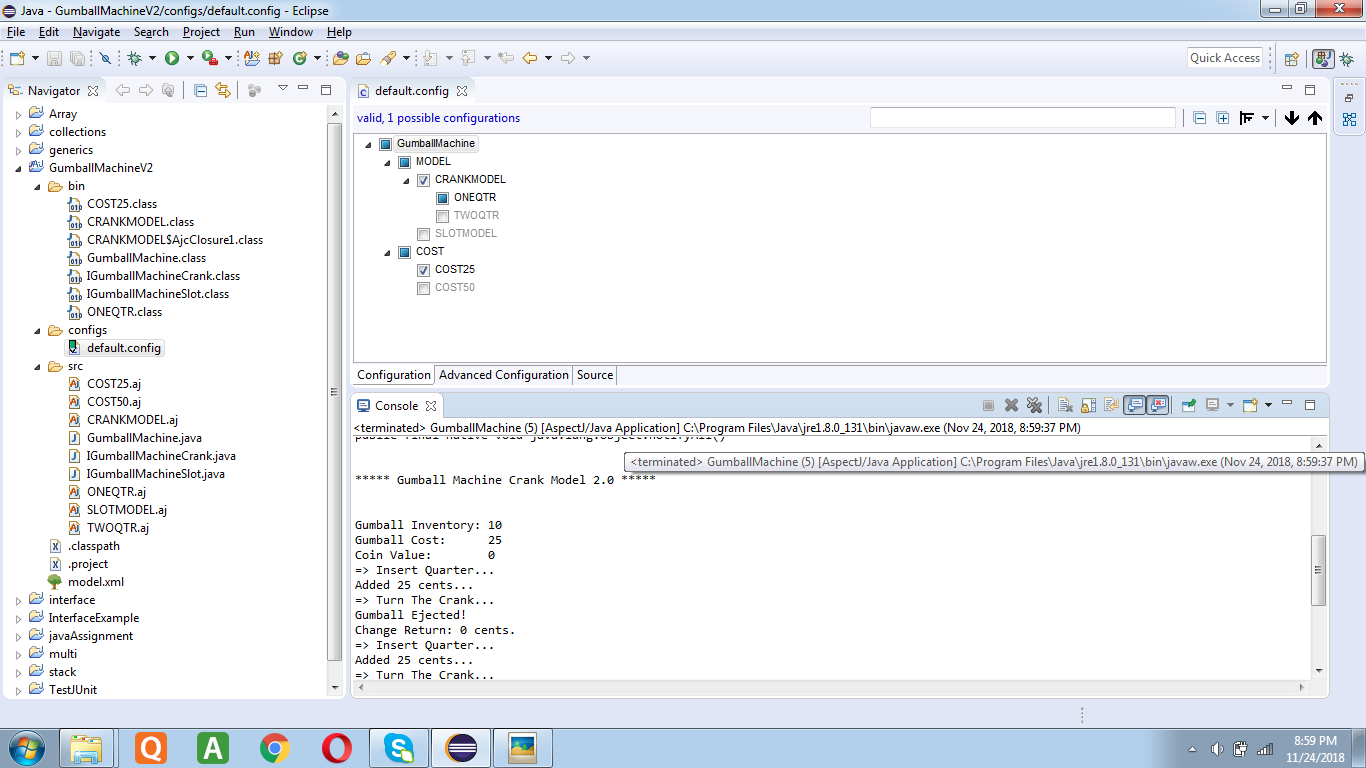 Java - GumballMachineV2/configs/default.config - Eclipse
File Edit Navigate Search Project Run Window Help
Quick Access
Navigator
Array
collections
generics
GumballMachineV2
bin
COST25.class
CRANKMODEL.class
CRANKMODEL$AjcClosure1.class
GumballMachine.class
IGumballMachineCrank.class
IGumballMachineSlot.class
ONEQTR.class
configs
default.config
src
COST25.aj
COST50.aj
CRANKMODEL.aj
GumballMachine.java
IGumballMachineCrank.java
IGumballMachineSlot.java
ONEQTR.aj
SLOTMODEL.aj
TWOQTR.aj
.classpath
.project
model.xml
interface
InterfaceExample
javaAssignment
multi
stack
TestJUnit
default.config
valid, 1 possible configurations
GumballMachine
MODEL
CRANKMODEL
ONEQTR
TWOQTR
SLOTMODEL
COST
COST25
COST50
Configuration Advanced Configuration Source
Console
<terminated> GumballMachine (5) [AspectJ/Java Application] C:\Program Files\Java\jre1.8.0_131\bin\javaw.exe (Nov 24, 2018, 8:59:37 PM)
public final native void java.lang.Object.notifyAll()
<terminated> GumballMachine (5) [AspectJ/Java Application] C:\Program Files\Java\jre1.8.0_131\bin\javaw.exe (Nov 24, 2018, 8:59:37 PM)
***** Gumball Machine Crank Model 2.0 *****
Gumball Inventory: 10
Gumball Cost: 25
Coin Value: 0
=> Insert Quarter...
Added 25 cents...
=> Turn The Crank...
Gumball Ejected!
Change Return: 0 cents.
=> Insert Quarter...
Added 25 cents...
=> Turn The Crank...
Q A S
8:59 PM
11/24/2018